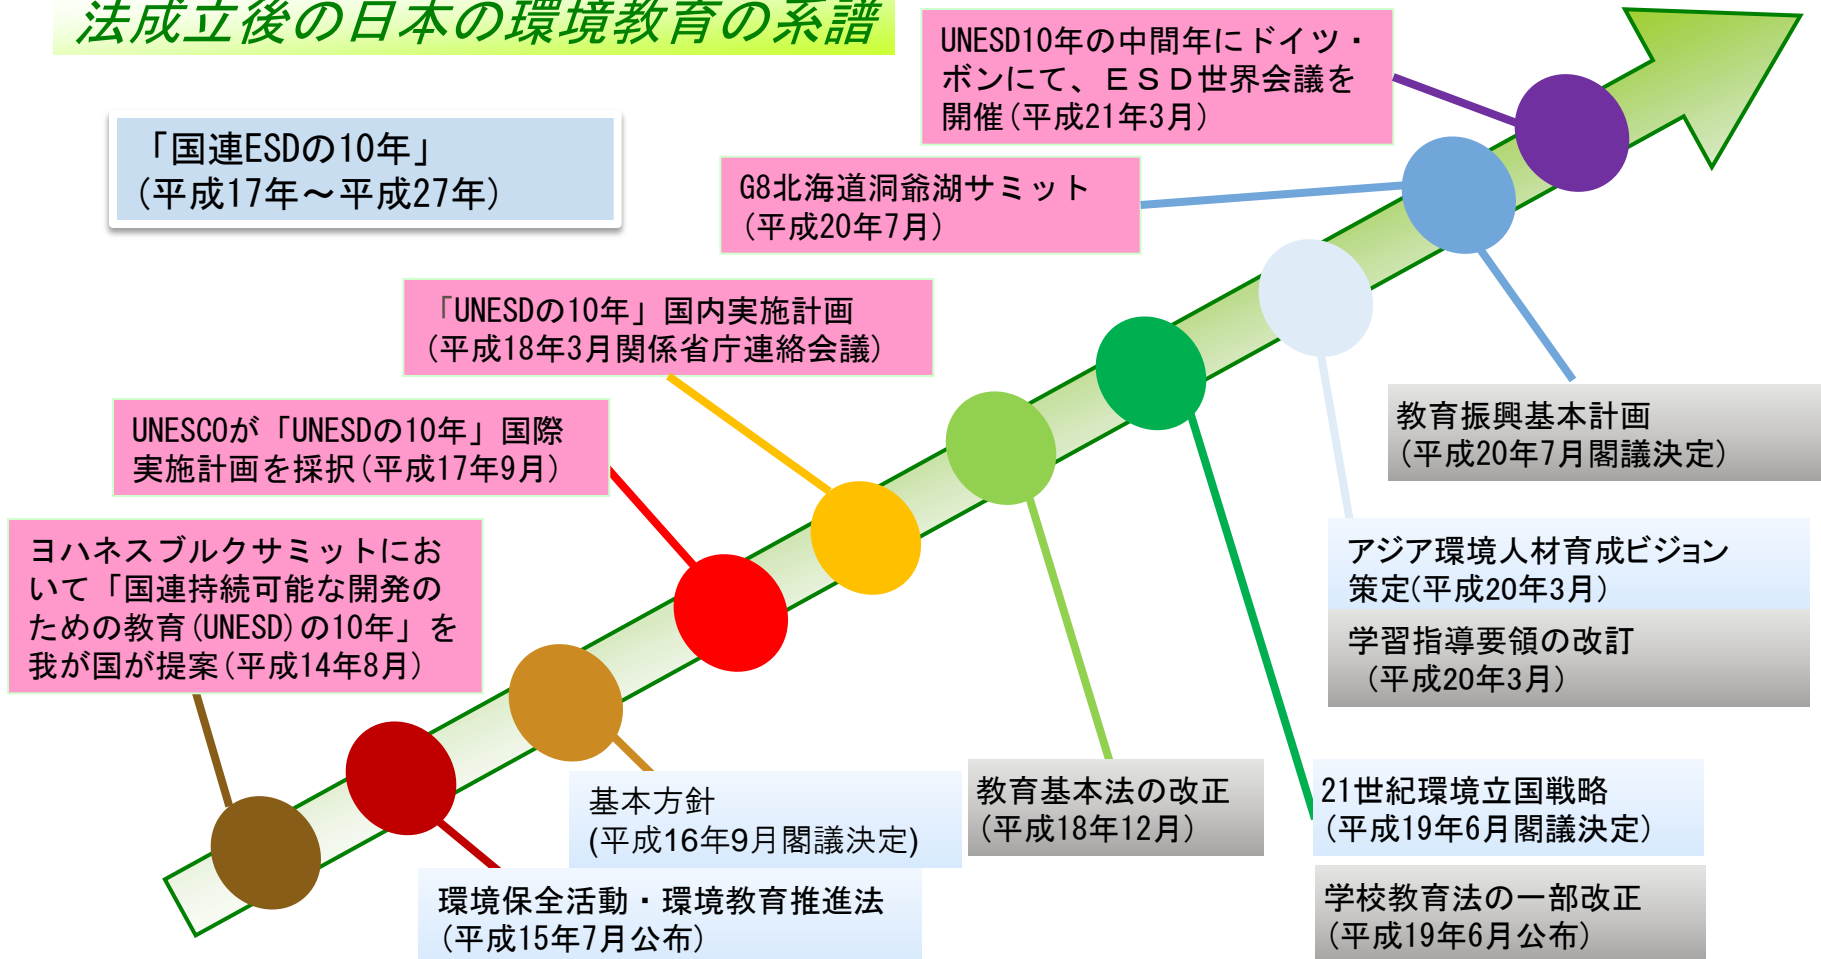 法成立後の日本の環境教育の系譜
「国連ESDの10年」
(平成17年～平成27年)
UNESD10年の中間年にドイツ・
ボンにて、ＥＳＤ世界会議を
開催(平成21年3月)
G8北海道洞爺湖サミット
(平成20年7月)
「UNESDの10年」国内実施計画
(平成18年3月関係省庁連絡会議)
UNESCOが「UNESDの10年」国際
実施計画を採択(平成17年9月)
ヨハネスブルクサミットにお
いて「国連持続可能な開発の
ための教育(UNESD)の10年」を
我が国が提案(平成14年8月)
教育振興基本計画
(平成20年7月閣議決定)
アジア環境人材育成ビジョン
策定(平成20年3月)
学習指導要領の改訂
(平成20年3月)
基本方針
(平成16年9月閣議決定)
教育基本法の改正
(平成18年12月)
21世紀環境立国戦略
(平成19年6月閣議決定)
環境保全活動・環境教育推進法
(平成15年7月公布)
学校教育法の一部改正
(平成19年6月公布)